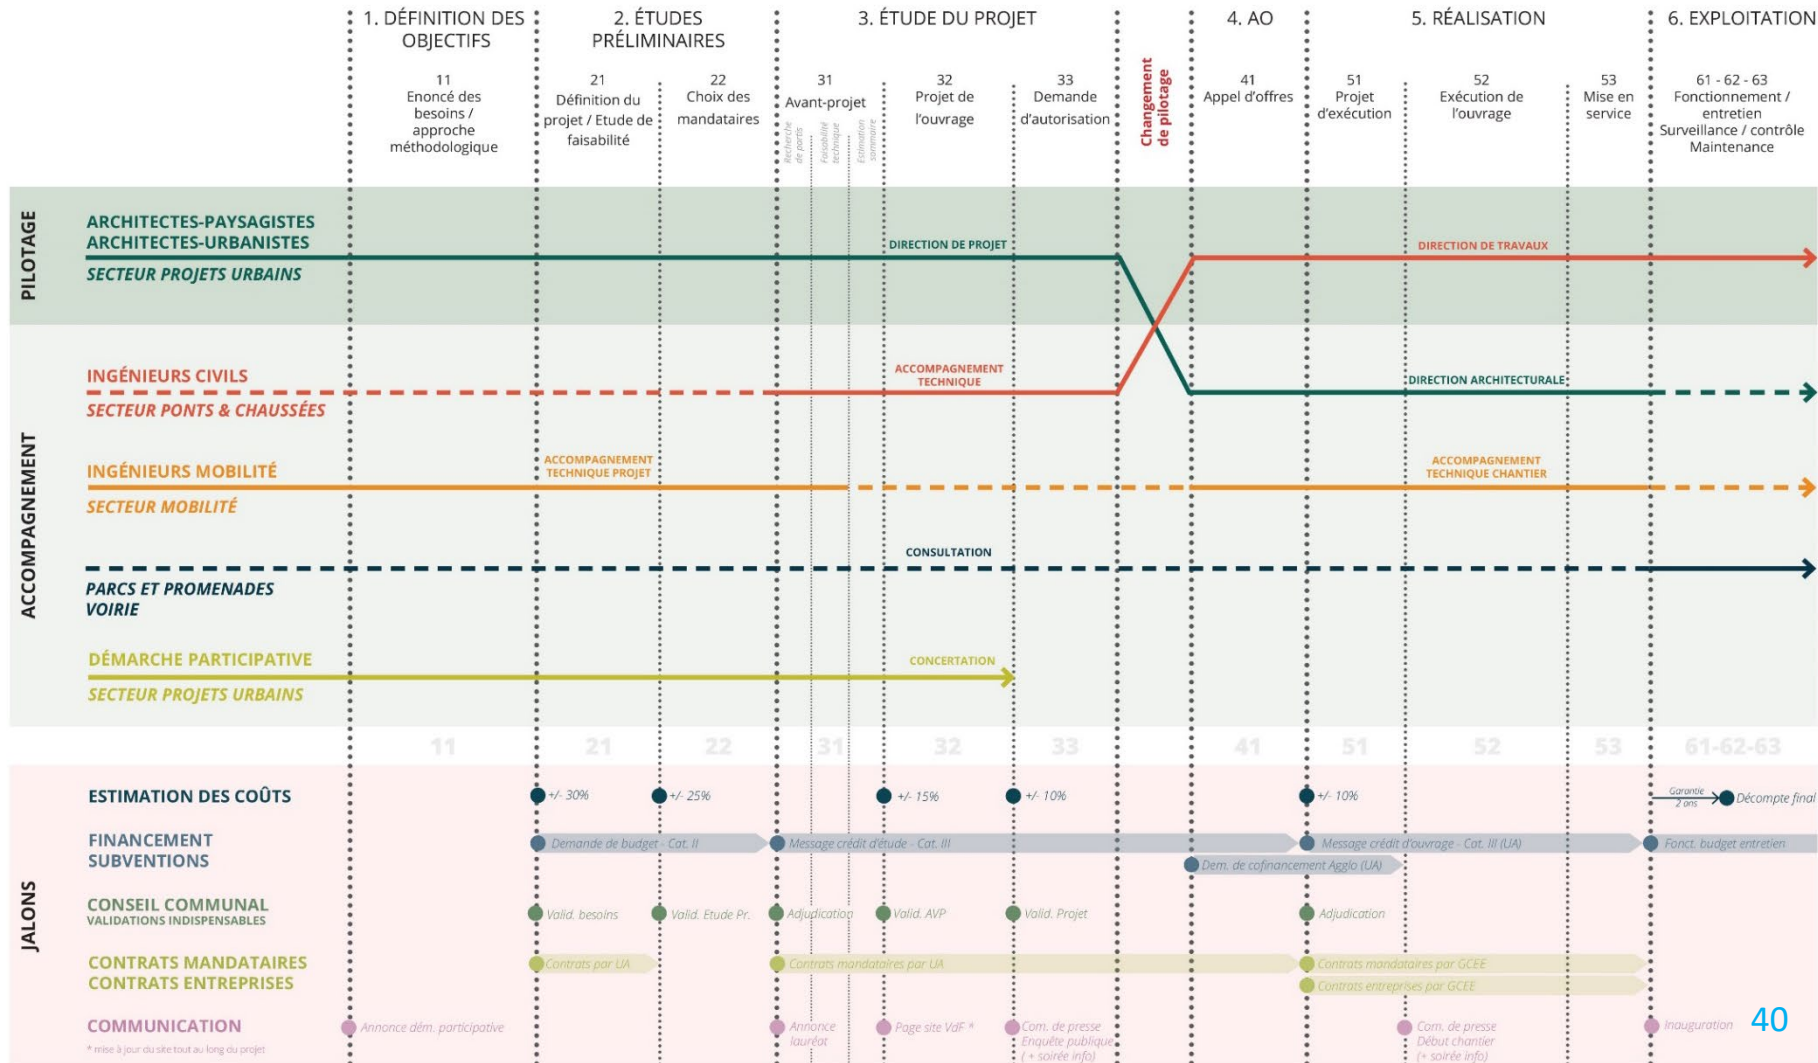 1. DÉFINITION DES
OBJECTIFS
2. ÉTUDES
PRÉLIMINAIRES
3. ÉTUDE DU PROJET
4. AO
5. RÉALISATION
6. EXPLOITATION
11
Enoncé des
besoins /
approche
méthodologique
21
Définition du
projet / Etude de
faisabilité
22
Choix des
mandataires
31
Avant-projet
Recherche
de partis
Faisabilité
technique
Estimation
sommaire
32
Projet de
l'ouvrage
33
Demande
d'autorisation
Changement
de pilotage
41
Appel d'offres
51
Projet
d'exécution
52
Exécution de
l'ouvrage
53
Mise en
service
61 - 62 - 63
Fonctionnement /
entretien
Surveillance / contrôle
Maintenance
PILOTAGE
ARCHITECTES-PAYSAGISTES
ARCHITECTES-URBANISTES
SECTEUR PROJETS URBAINS
DIRECTION DE PROJET
DIRECTION DE TRAVAUX
ACCOMPAGNEMENT
INGÉNIEURS CIVILS
SECTEUR PONTS & CHAUSSÉES
ACCOMPAGNEMENT
TECHNIQUE
DIRECTION ARCHITECTURALE
INGÉNIEURS MOBILITÉ
SECTEUR MOBILITÉ
ACCOMPAGNEMENT
TECHNIQUE PROJET
ACCOMPAGNEMENT
TECHNIQUE CHANTIER
CONSULTATION
PARCS ET PROMENADES
VOIRIE
DÉMARCHE PARTICIPATIVE
SECTEUR PROJETS URBAINS
CONCERTATION
11
21
22
31
32
33
41
51
52
53
61-62-63
JALONS
ESTIMATION DES COÛTS
+/- 30%
+/- 25%
+/- 15%
+/- 10%
+/- 10%
Garantie
2 ans
Décompte final
FINANCEMENT
SUBVENTIONS
Demande de budget - Cat. II
Message crédit d'étude - Cat. III
Message crédit d'ouvrage - Cat. III (UA)
Fonct. budget entretien
Dem. de cofinancement Agglo (UA)
CONSEIL COMMUNAL
VALIDATIONS INDISPENSABLES
Valid. besoins
Valid. Etude Pr.
Adjudication
Valid. AVP
Valid. Projet
Adjudication
CONTRATS MANDATAIRES
CONTRATS ENTREPRISES
Contrats par UA
Contrats mandataires par UA
Contrats mandataires par GCEE
Contrats entreprises par GCEE
COMMUNICATION
* mise à jour du site tout au long du projet
Annonce dém. participative
Annonce
lauréat
Page site VdF *
Com. de presse
Enquête publique
( + soirée info)
Com. de presse
Début chantier
(+ soirée info)
Inauguration
40